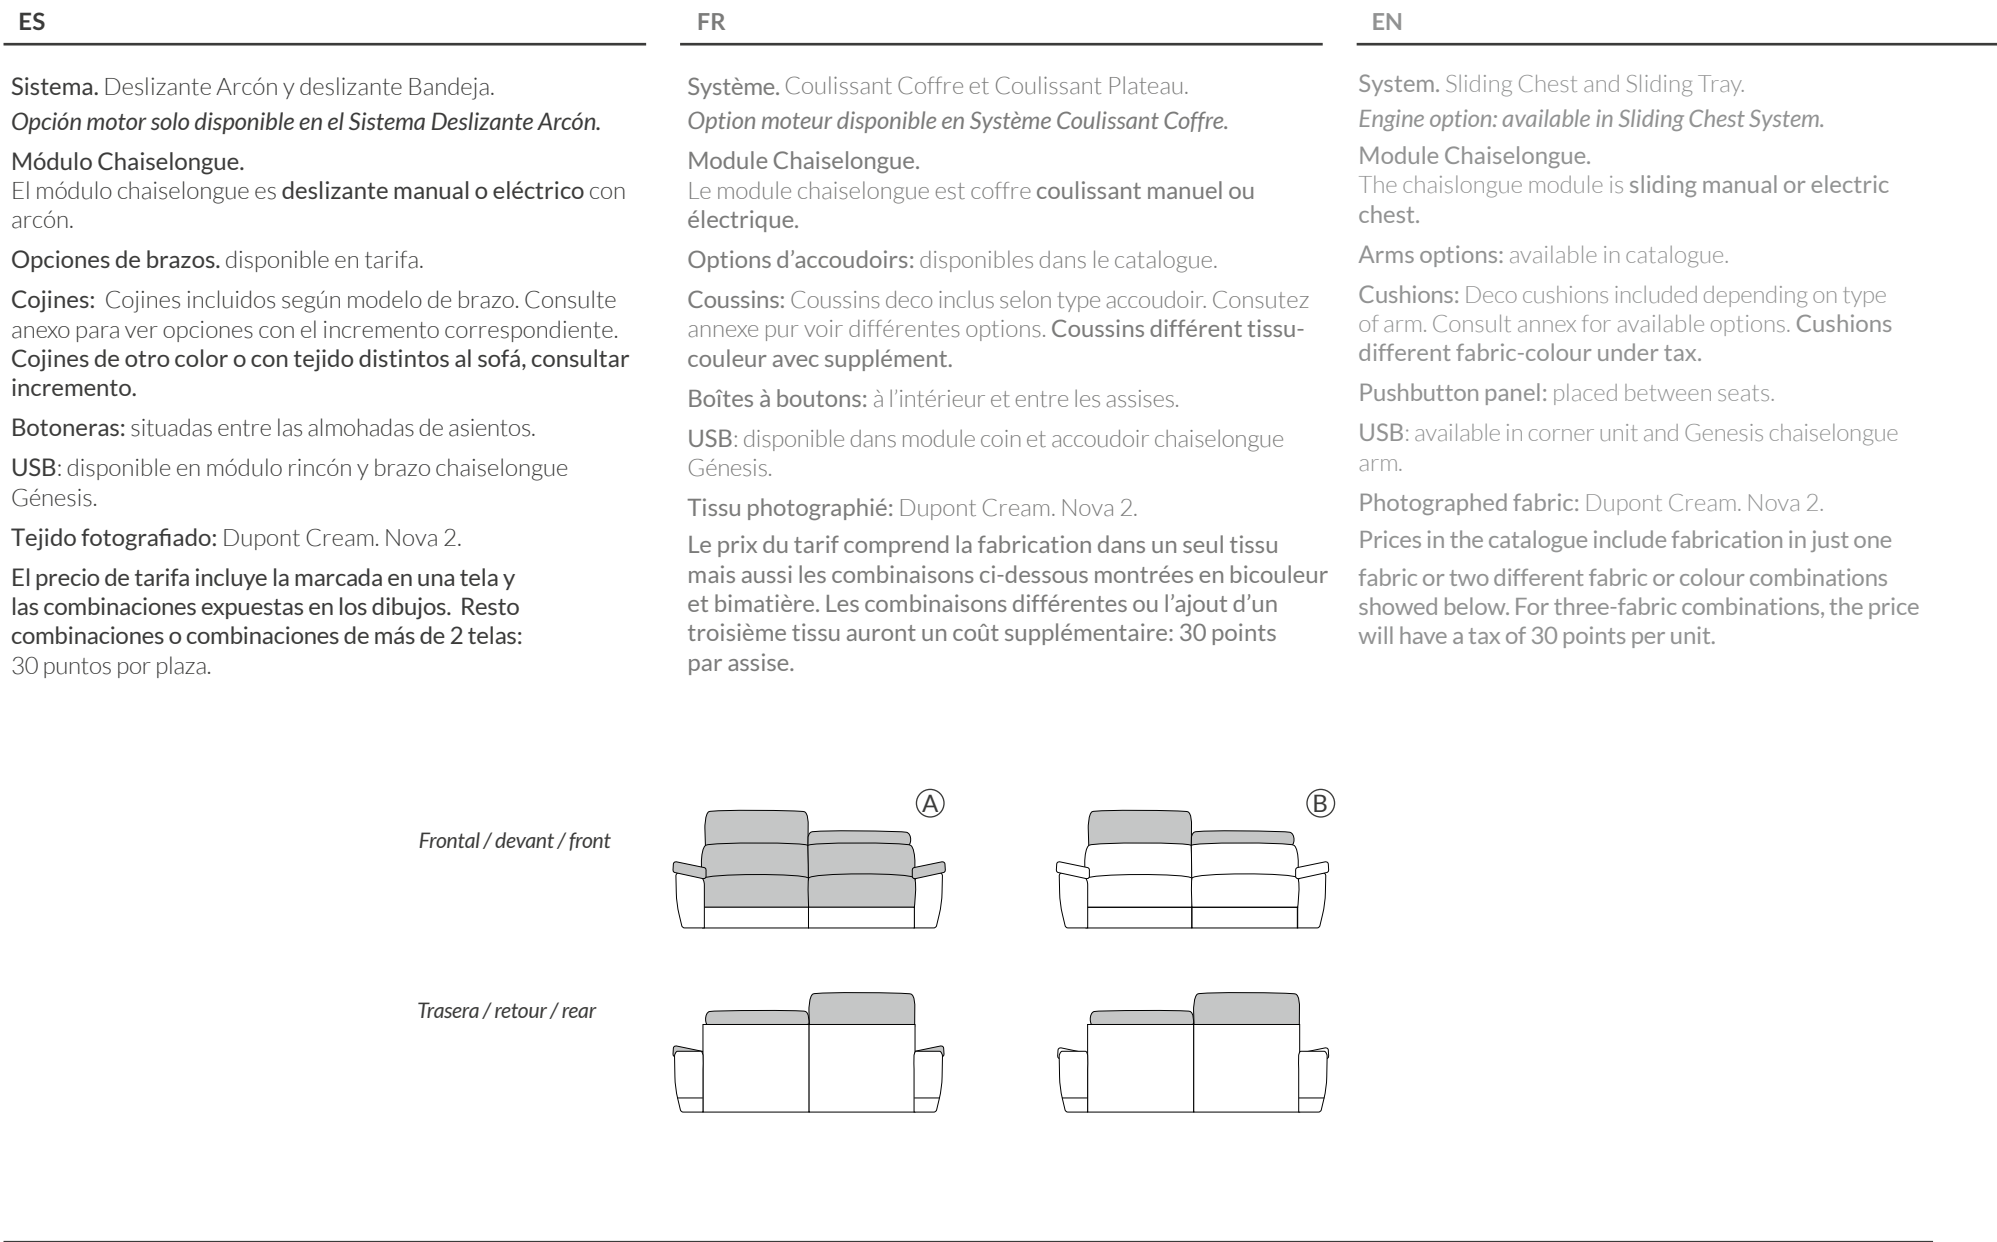 ES
Sistema. Deslizante Arcón y deslizante Bandeja.
Opción motor solo disponible en el Sistema Deslizante Arcón.
Módulo Chaiselongue.
El módulo chaiselongue es deslizante manual o eléctrico con
arcón.
Opciones de brazos. disponible en tarifa.
Cojines: Cojines incluidos según modelo de brazo. Consulte
anexo para ver opciones con el incremento correspondiente.
Cojines de otro color o con tejido distintos al sofá, consultar
incremento.
Botoneras: situadas entre las almohadas de asientos.
USB: disponible en módulo rincón y brazo chaiselongue
Génesis.
Tejido fotografiado: Dupont Cream. Nova 2.
El precio de tarifa incluye la marcada en una tela y
las combinaciones expuestas en los dibujos. Resto
combinaciones o combinaciones de más de 2 telas:
30 puntos por plaza.
FR
Système. Coulissant Coffre et Coulissant Plateau.
Option moteur disponible en Système Coulissant Coffre.
Module Chaiselongue.
Le module chaiselongue est coffre coulissant manuel ou
électrique.
Options d'accoudoirs: disponibles dans le catalogue.
Coussins: Coussins deco inclus selon type accoudoir. Consutez
annexe pur voir différentes options. Coussins différent tissu-
couleur avec supplément.
Boîtes à boutons: à l'intérieur et entre les assises.
USB: disponible dans module coin et accoudoir chaiselongue
Génesis.
Tissu photographié: Dupont Cream. Nova 2.
Le prix du tarif comprend la fabrication dans un seul tissu
mais aussi les combinaisons ci-dessous montrées en bicouleur
et bimatière. Les combinaisons différentes ou l'ajout d'un
troisième tissu auront un coût supplémentaire: 30 points
par assise.
EN
System. Sliding Chest and Sliding Tray.
Engine option: available in Sliding Chest System.
Module Chaiselongue.
The chaislongue module is sliding manual or electric
chest.
Arms options: available in catalogue.
Cushions: Deco cushions included depending on type
of arm. Consult annex for available options. Cushions
different fabric-colour under tax.
Pushbutton panel: placed between seats.
USB: available in corner unit and Genesis chaiselongue
arm.
Photographed fabric: Dupont Cream. Nova 2.
Prices in the catalogue include fabrication in just one
fabric or two different fabric or colour combinations
showed below. For three-fabric combinations, the price
will have a tax of 30 points per unit.
A
B
Frontal / devant / front
Trasera / retour / rear